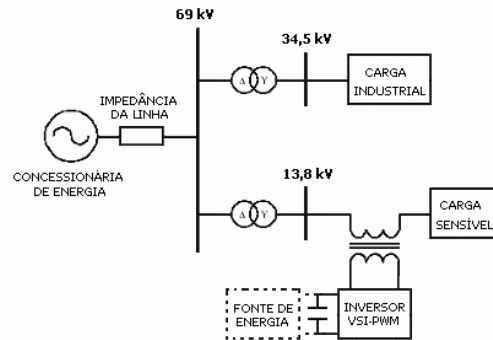 69 kV
34,5 kV
Δ Y
CARGA
INDUSTRIAL
IMPEDÂNCIA
DA LINHA
CONCESSIONÁRIA
DE ENERGIA
13,8 kV
Δ Y
CARGA
SENSÍVEL
FONTE DE
ENERGIA
INVERSOR
VSI-PWM